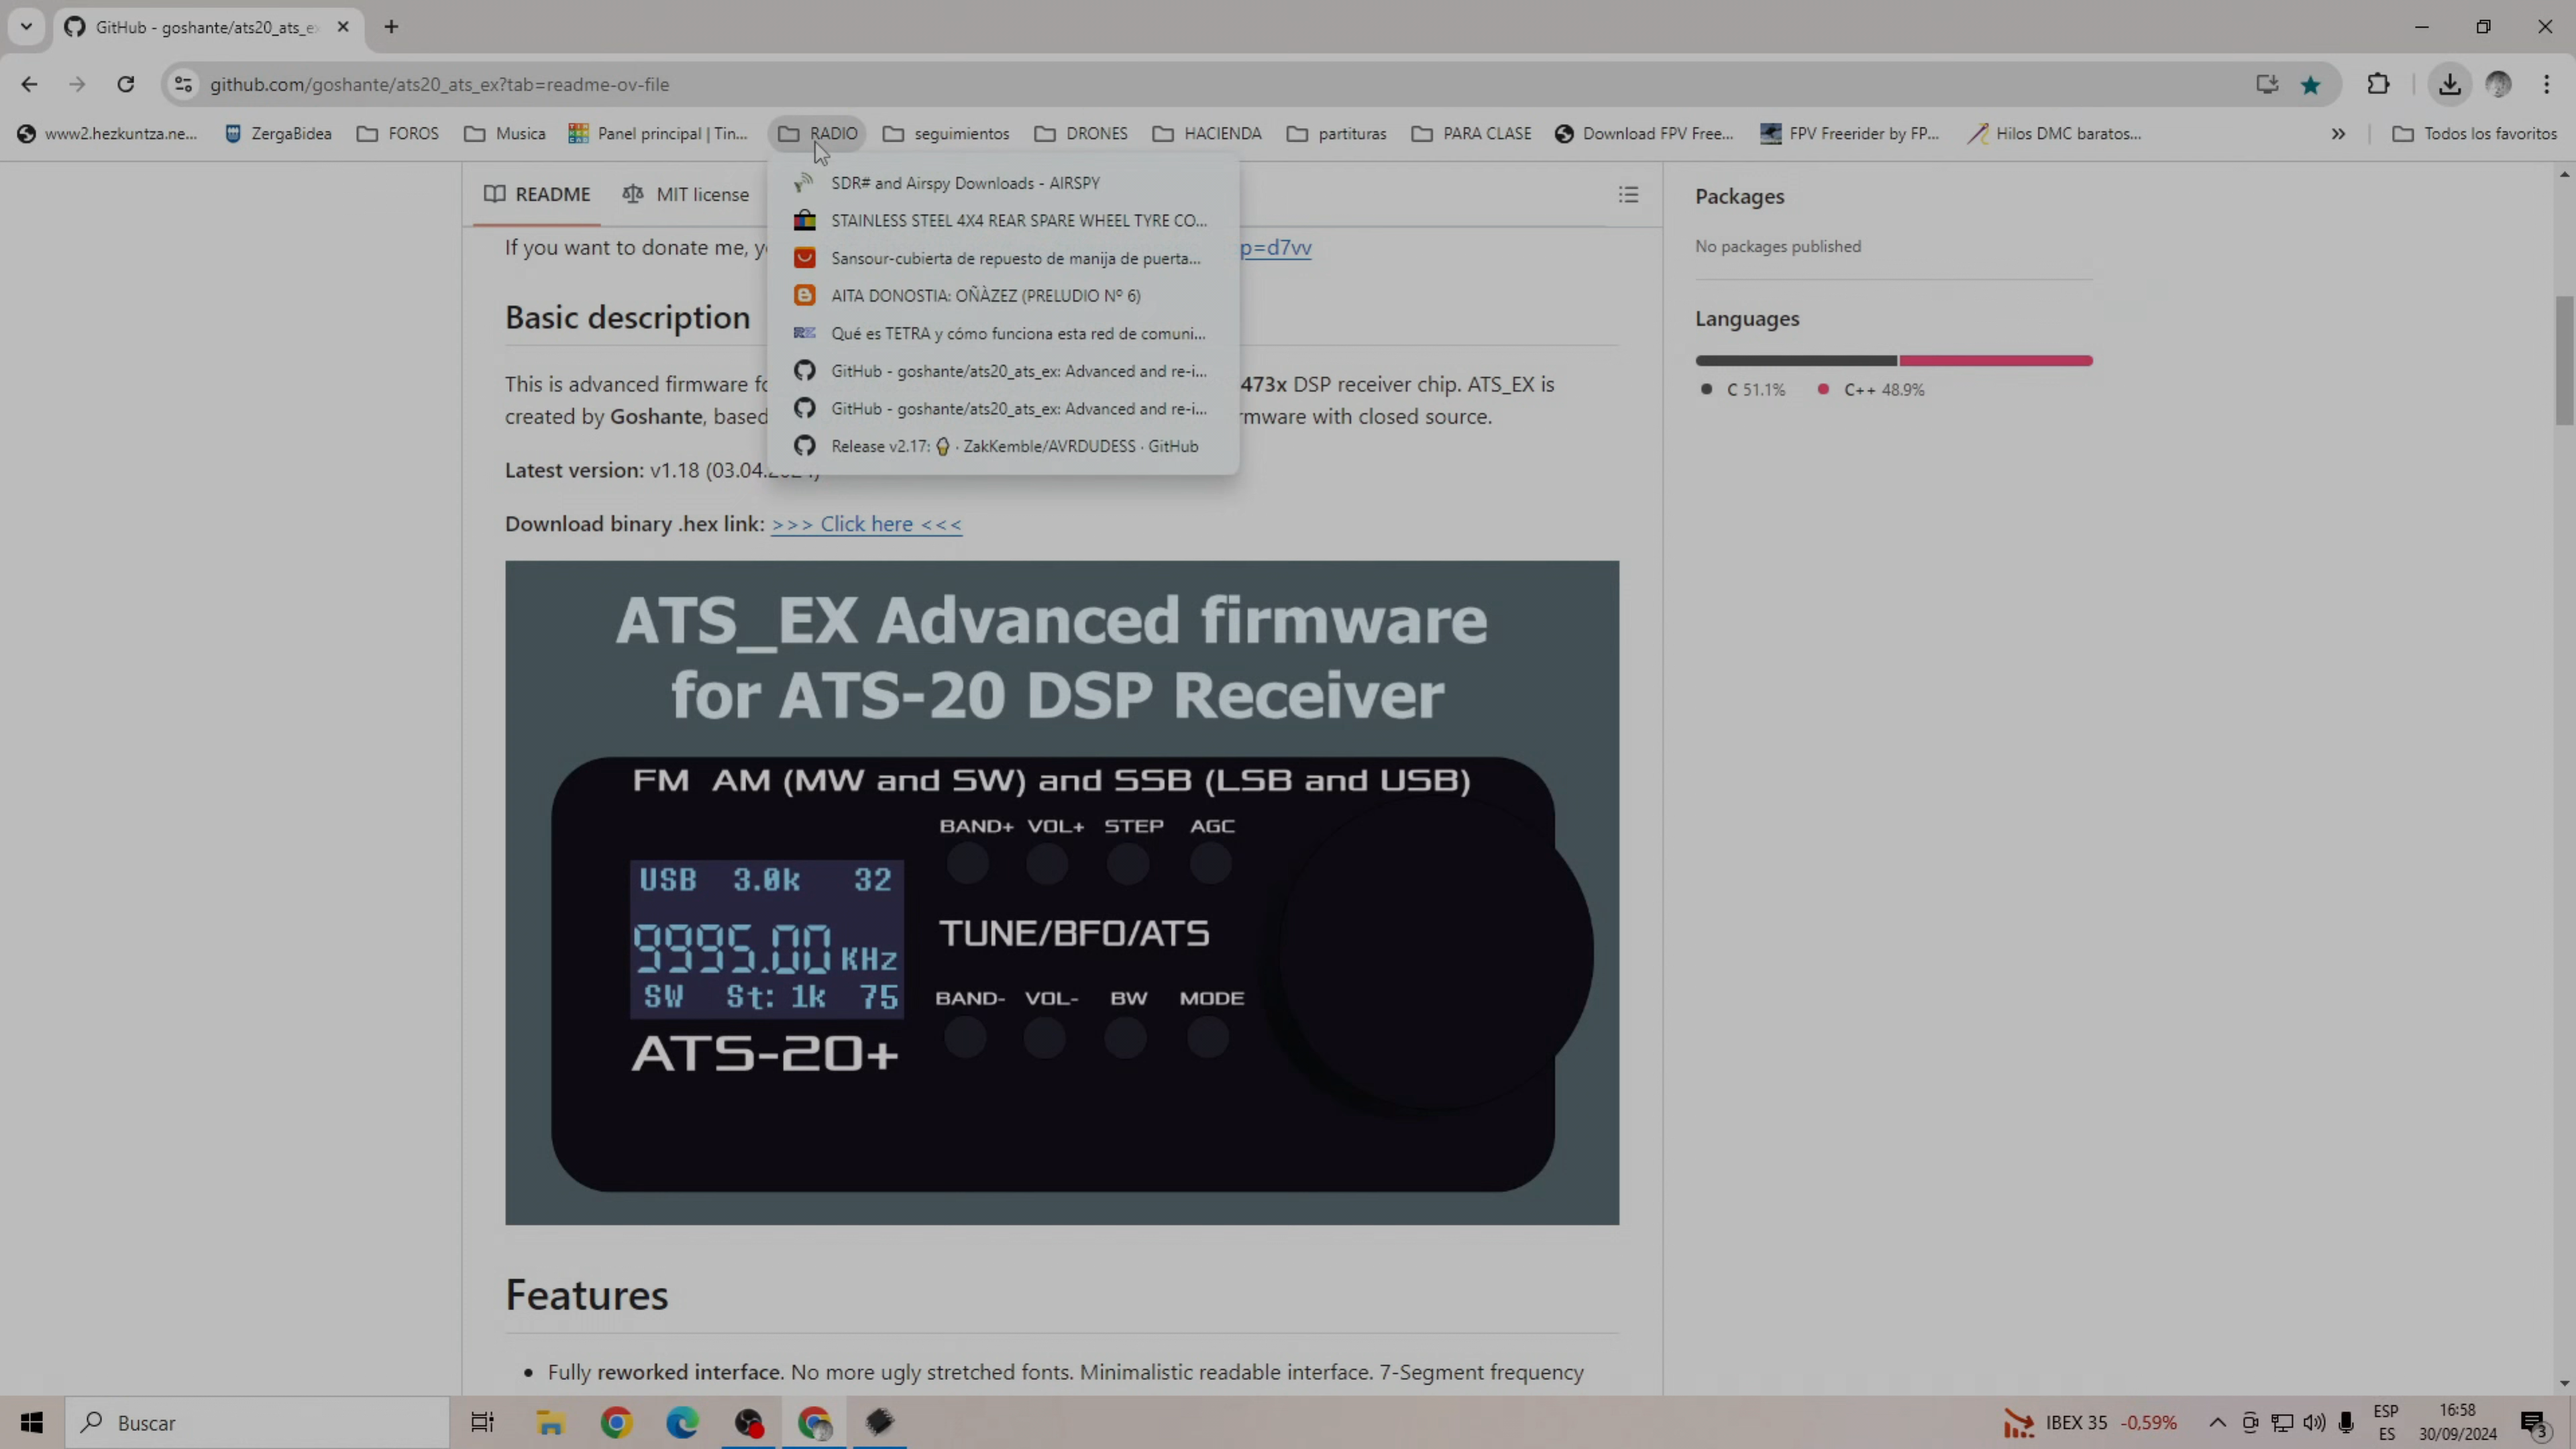 GitHub - goshante/ats20_ats_e
github.com/goshante/ats20_ats_ex?tab=readme-ov-file
www2.hezkuntza.ne...
ZergaBidea
FOROS
Musica
Panel principal | Tin...
RADIO
seguimientos
DRONES
HACIENDA
partituras
PARA CLASE
Download FPV Free...
FPV Freerider by FP...
Hilos DMC baratos...
»
Todos los favoritos
README
MIT license
SDR# and Airspy Downloads - AIRSPY
STAINLESS STEEL 4X4 REAR SPARE WHEEL TYRE CO...
Sansour-cubierta de repuesto de manija de puerta...
AITA DONOSTIA: OÑÀZEZ (PRELUDIO Nº 6)
Qué es TETRA y cómo funciona esta red de comuni...
GitHub - goshante/ats20_ats_ex: Advanced and re-i...
GitHub - goshante/ats20_ats_ex: Advanced and re-i...
Release v2.17: 🍦 · ZakKemble/AVRDUDESS · GitHub
If you want to donate me, p=d7vv
Basic description
This is advanced firmware 473x DSP receiver chip. ATS_EX is
created by Goshante, based with closed source.
Latest version: v1.18 (03.04.
Download binary .hex link: >>> Click here <<<
ATS_EX Advanced firmware
for ATS-20 DSP Receiver
FM AM (MW and SW) and SSB (LSB and USB)
BAND+ VOL+ STEP AGC
USB 3.0k 32
9995.00 KHz
SW St: 1k 75
TUNE/BFO/ATS
BAND- VOL- BW MODE
ATS-20+
Features
• Fully reworked interface. No more ugly stretched fonts. Minimalistic readable interface. 7-Segment frequency
Packages
No packages published
Languages
C 51.1%
C++ 48.9%
Buscar
IBEX 35 -0,59%
ESP
ES
16:58
30/09/2024
3